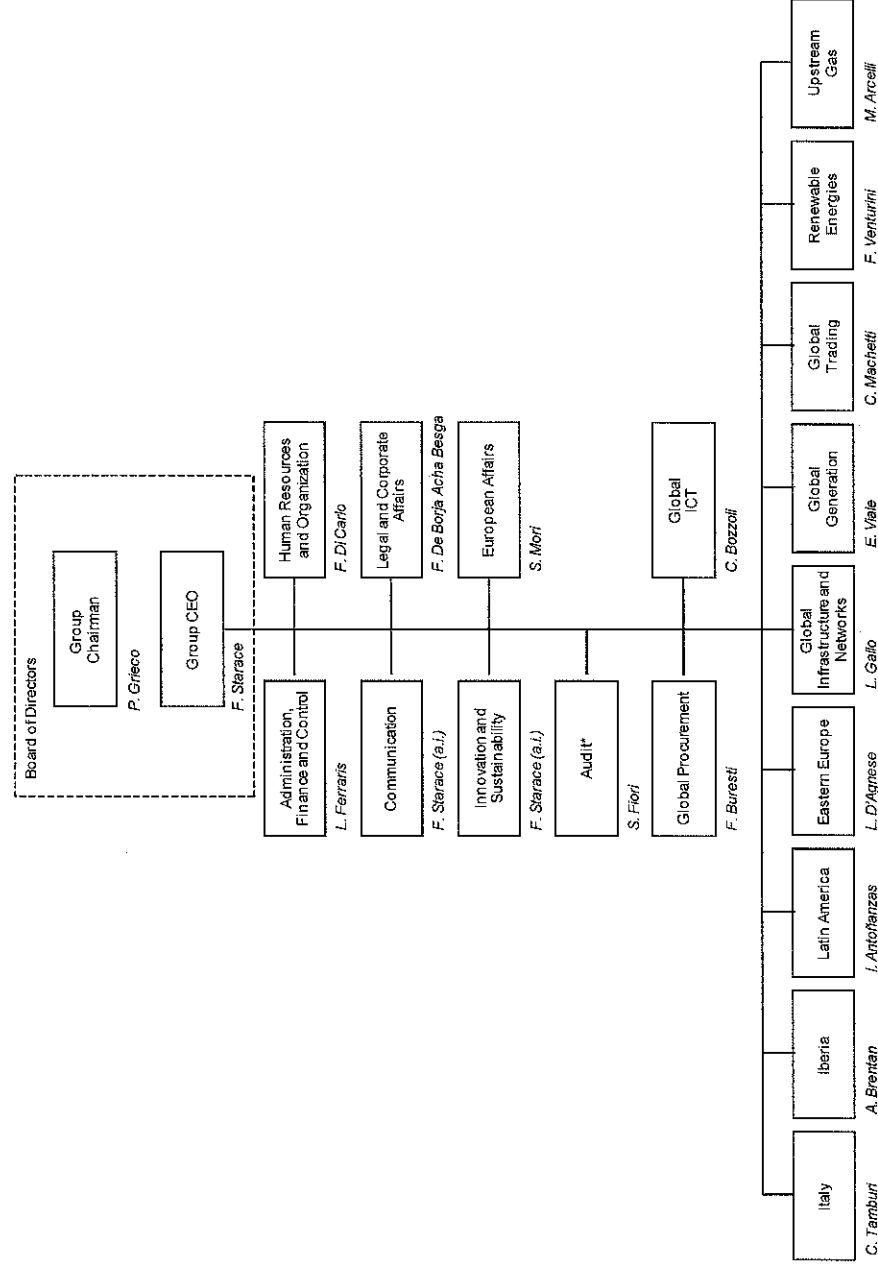 Board of Directors
Group
Chairman
P. Grieco
Group CEO
F. Starace
Administration,
Finance and Control
L. Ferraris
Human Resources
and Organization
F. Di Carlo
Communication
F. Starace (a.i.)
Legal and Corporate
Affairs
F. De Borja Acha Besga
Innovation and
Sustainability
F. Starace (a.i.)
European Affairs
S. Mori
Audit*
S. Fiori
Global Procurement
F. Buresti
Global
ICT
C. Bozzoli
Italy
C. Tamburi
Iberia
A. Brentan
Latin America
I. Antoñanzas
Eastern Europe
L. D'Agnese
Global
Infrastructure and
Networks
L. Gallo
Global
Generation
E. Viale
Global
Trading
C. Machetti
Renewable
Energies
F. Venturini
Upstream
Gas
M. Arcelli